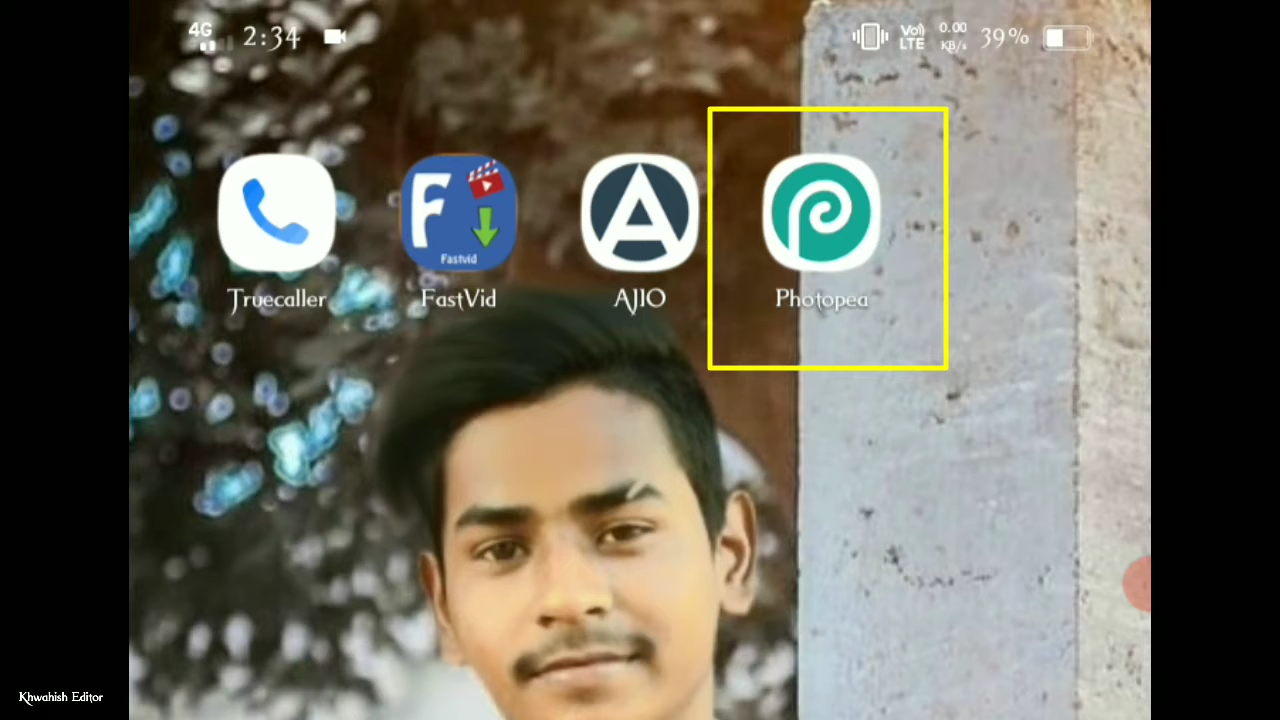 4G 2:34 Vo)) LTE 0.00 KB/s 39%
F
Fastvid
A
Truecaller FastVid AJIO Photopea
Khwahish Editor